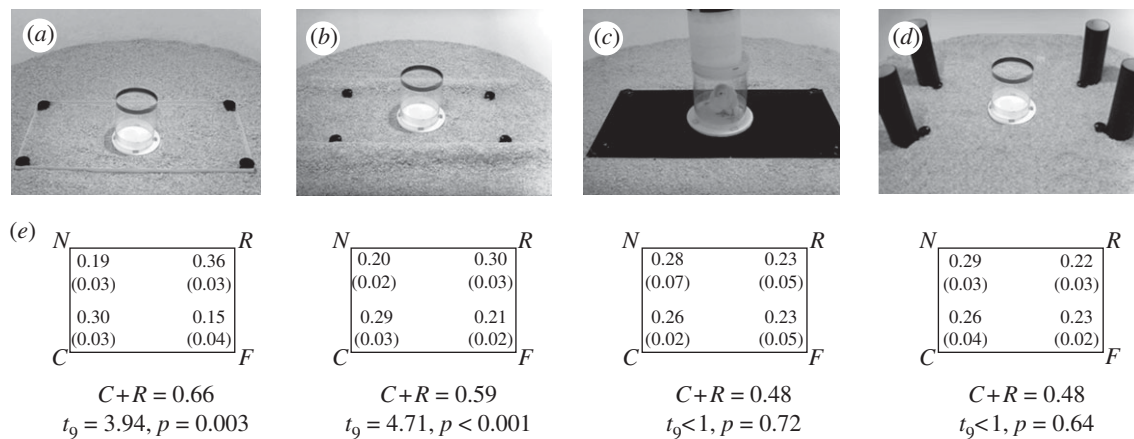 (a) (b) (c) (d)
(e) N R N R N R N R
0.19 0.36 0.20 0.30 0.28 0.23 0.29 0.22
(0.03) (0.03) (0.02) (0.03) (0.07) (0.05) (0.03) (0.03)
0.30 0.15 0.29 0.21 0.26 0.23 0.26 0.23
(0.03) (0.04) (0.03) (0.02) (0.02) (0.05) (0.04) (0.02)
C F C F C F C F
C+R = 0.66 C+R = 0.59 C+R = 0.48 C+R = 0.48
t₉ = 3.94, p = 0.003 t₉ = 4.71, p < 0.001 t₉<1, p = 0.72 t₉<1, p = 0.64